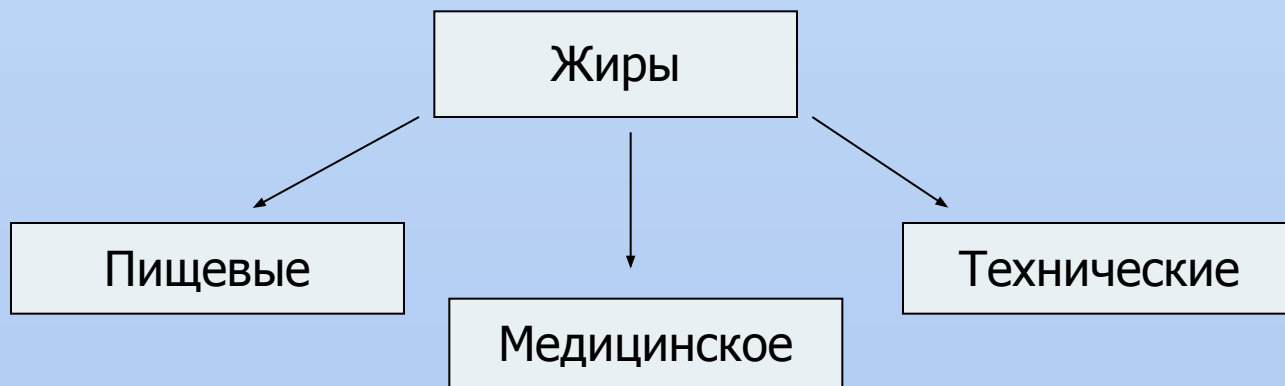 Жиры
Пищевые
Технические
Медицинское